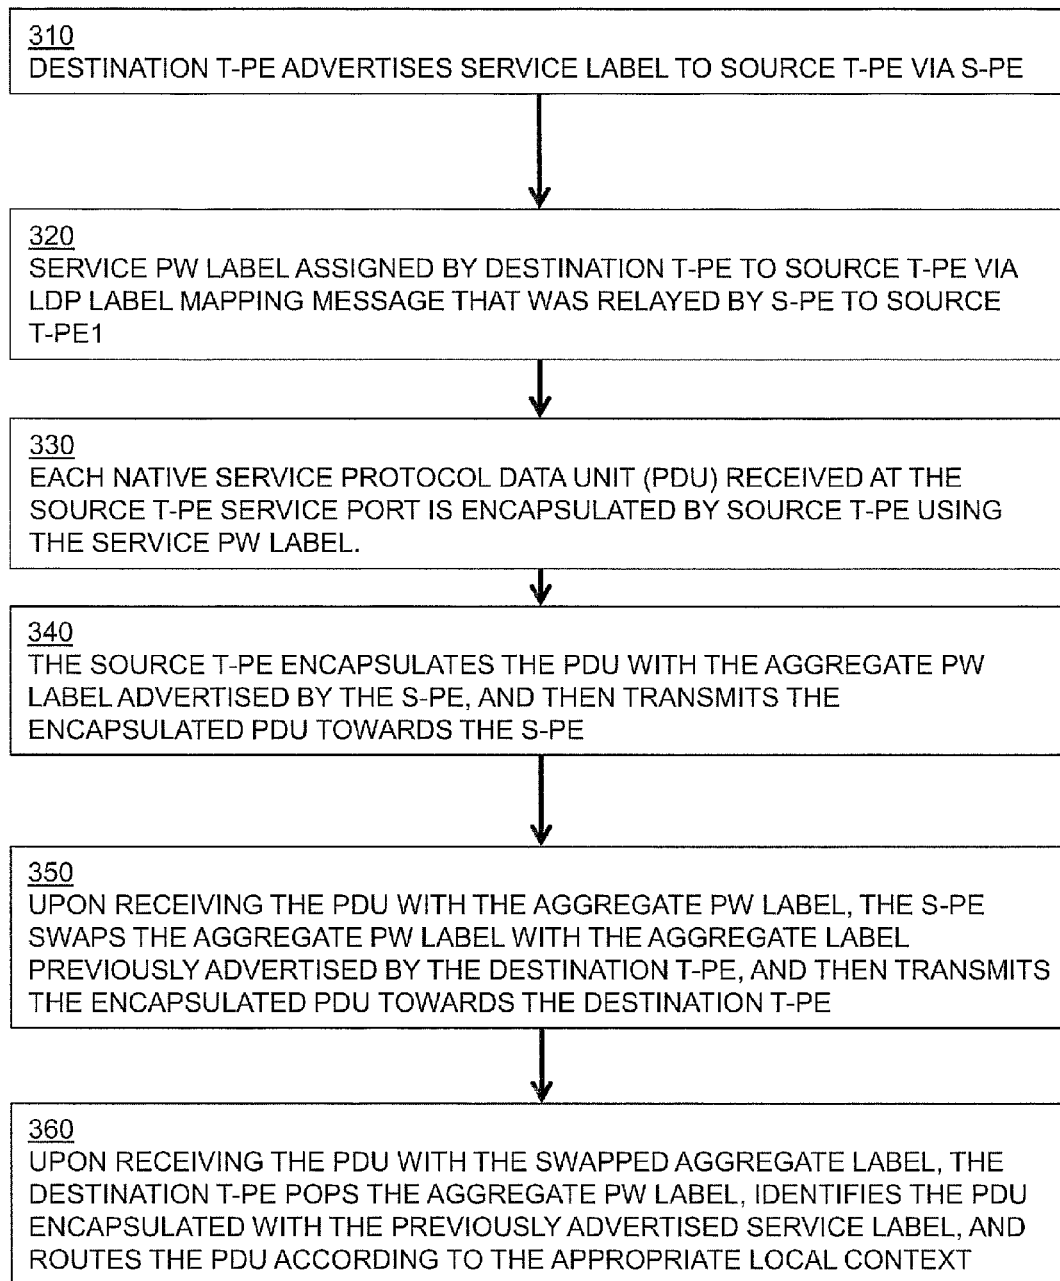 310
DESTINATION T-PE ADVERTISES SERVICE LABEL TO SOURCE T-PE VIA S-PE
320
SERVICE PW LABEL ASSIGNED BY DESTINATION T-PE TO SOURCE T-PE VIA
LDP LABEL MAPPING MESSAGE THAT WAS RELAYED BY S-PE TO SOURCE
T-PE1
330
EACH NATIVE SERVICE PROTOCOL DATA UNIT (PDU) RECEIVED AT THE
SOURCE T-PE SERVICE PORT IS ENCAPSULATED BY SOURCE T-PE USING
THE SERVICE PW LABEL.
340
THE SOURCE T-PE ENCAPSULATES THE PDU WITH THE AGGREGATE PW
LABEL ADVERTISED BY THE S-PE, AND THEN TRANSMITS THE
ENCAPSULATED PDU TOWARDS THE S-PE
350
UPON RECEIVING THE PDU WITH THE AGGREGATE PW LABEL, THE S-PE
SWAPS THE AGGREGATE PW LABEL WITH THE AGGREGATE LABEL
PREVIOUSLY ADVERTISED BY THE DESTINATION T-PE, AND THEN TRANSMITS
THE ENCAPSULATED PDU TOWARDS THE DESTINATION T-PE
360
UPON RECEIVING THE PDU WITH THE SWAPPED AGGREGATE LABEL, THE
DESTINATION T-PE POPS THE AGGREGATE PW LABEL, IDENTIFIES THE PDU
ENCAPSULATED WITH THE PREVIOUSLY ADVERTISED SERVICE LABEL, AND
ROUTES THE PDU ACCORDING TO THE APPROPRIATE LOCAL CONTEXT